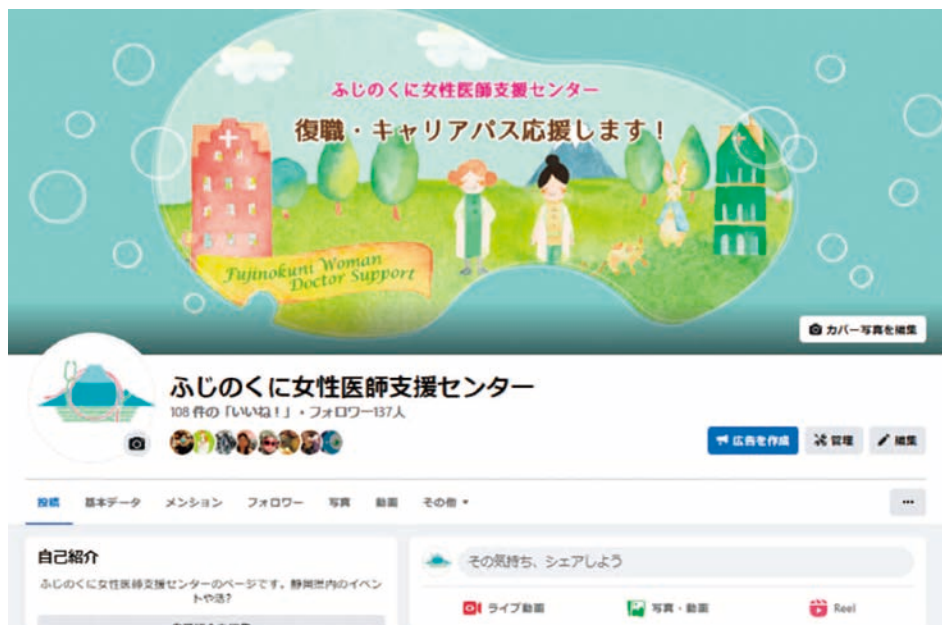 ふじのくに女性医師支援センター
復職・キャリアパス応援します！
Fujinokuni Woman
Doctor Support
カバー写真を編集
ふじのくに女性医師支援センター
108 件の「いいね！」・フォロワー137人
広告を作成 管理 編集
投稿 基本データ メンション フォロワー 写真 動画 その他
自己紹介
ふじのくに女性医師支援センターのページです。静岡県内のイベン
トや活?
その気持ち、シェアしよう
ライブ動画 写真・動画 Reel